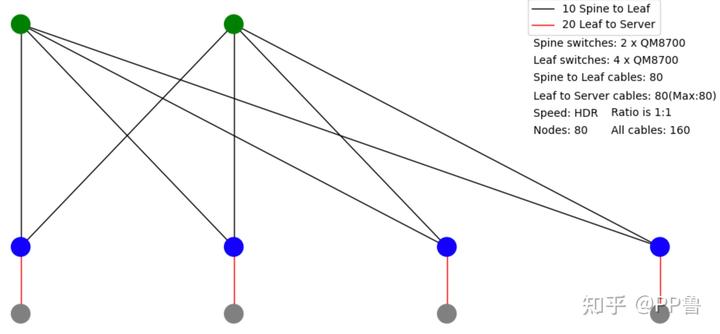 10 Spine to Leaf
20 Leaf to Server
Spine switches: 2 x QM8700
Leaf switches: 4 x QM8700
Spine to Leaf cables: 80
Leaf to Server cables: 80(Max:80)
Speed: HDR Ratio is 1:1
Nodes: 80 All cables: 160
知乎 @PP鲁